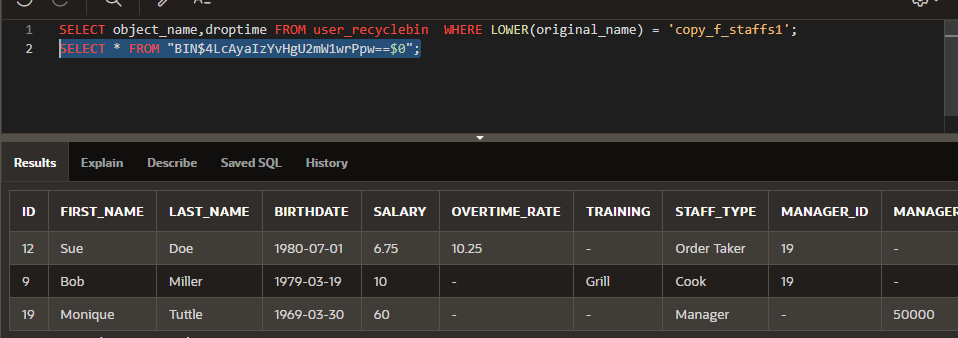 1 SELECT object_name,droptime FROM user_recyclebin WHERE LOWER(original_name) = 'copy_f_staffs1';
2 SELECT * FROM "BIN$4LcAyaIzYvHgU2mW1wrPpw==$0";
Results Explain Describe Saved SQL History
ID FIRST_NAME LAST_NAME BIRTHDATE SALARY OVERTIME_RATE TRAINING STAFF_TYPE MANAGER_ID MANAGER
12 Sue Doe 1980-07-01 6.75 10.25 - Order Taker 19 -
9 Bob Miller 1979-03-19 10 - Grill Cook 19 -
19 Monique Tuttle 1969-03-30 60 - - Manager - 50000